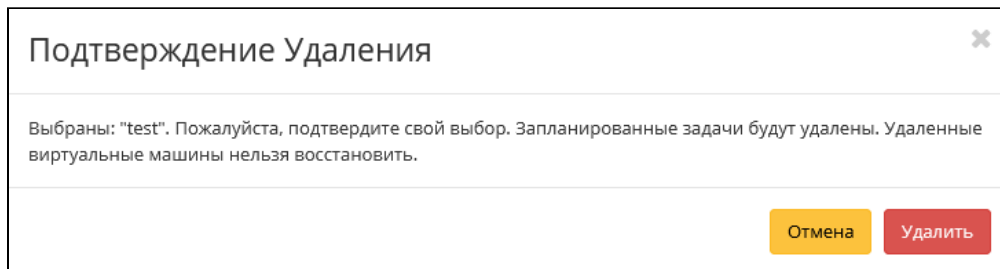 Подтверждение Удаления
Выбраны: "test". Пожалуйста, подтвердите свой выбор. Запланированные задачи будут удалены. Удаленные
виртуальные машины нельзя восстановить.
Отмена Удалить